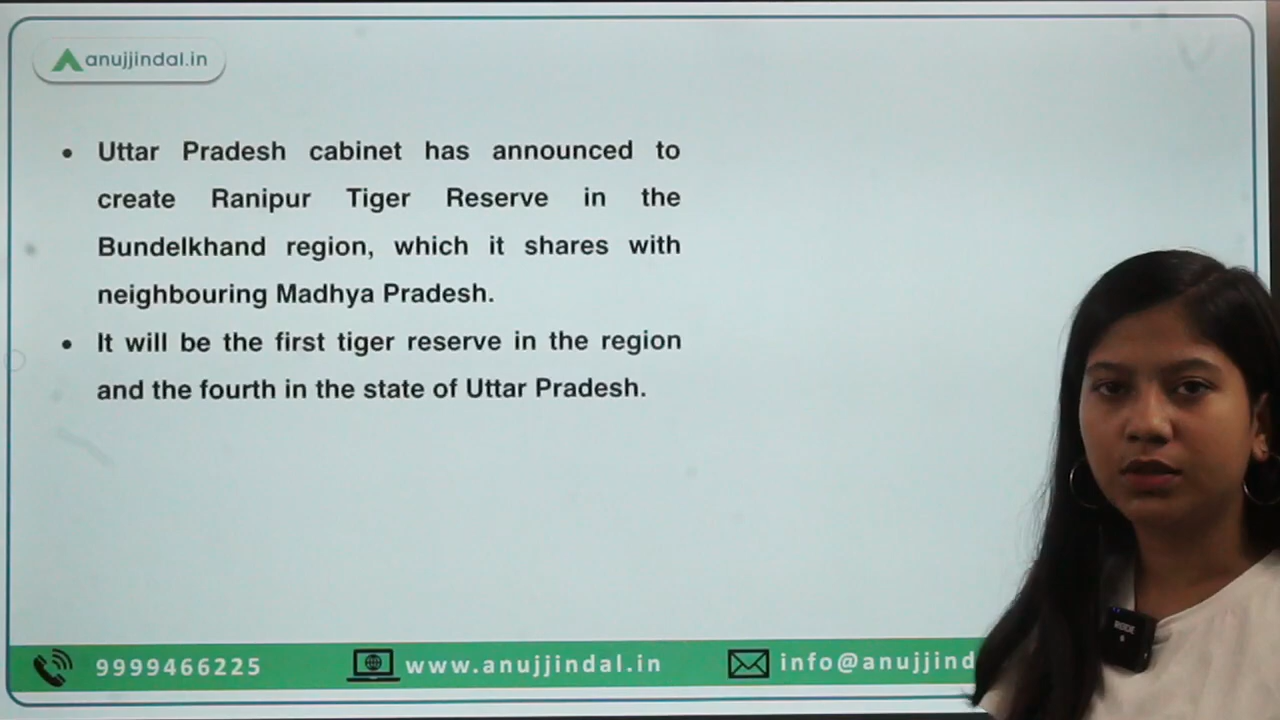 anujjindal.in
• Uttar Pradesh cabinet has announced to
create Ranipur Tiger Reserve in the
Bundelkhand region, which it shares with
neighbouring Madhya Pradesh.
• It will be the first tiger reserve in the region
and the fourth in the state of Uttar Pradesh.
9999466225 www.anujjindal.in info@anujjind